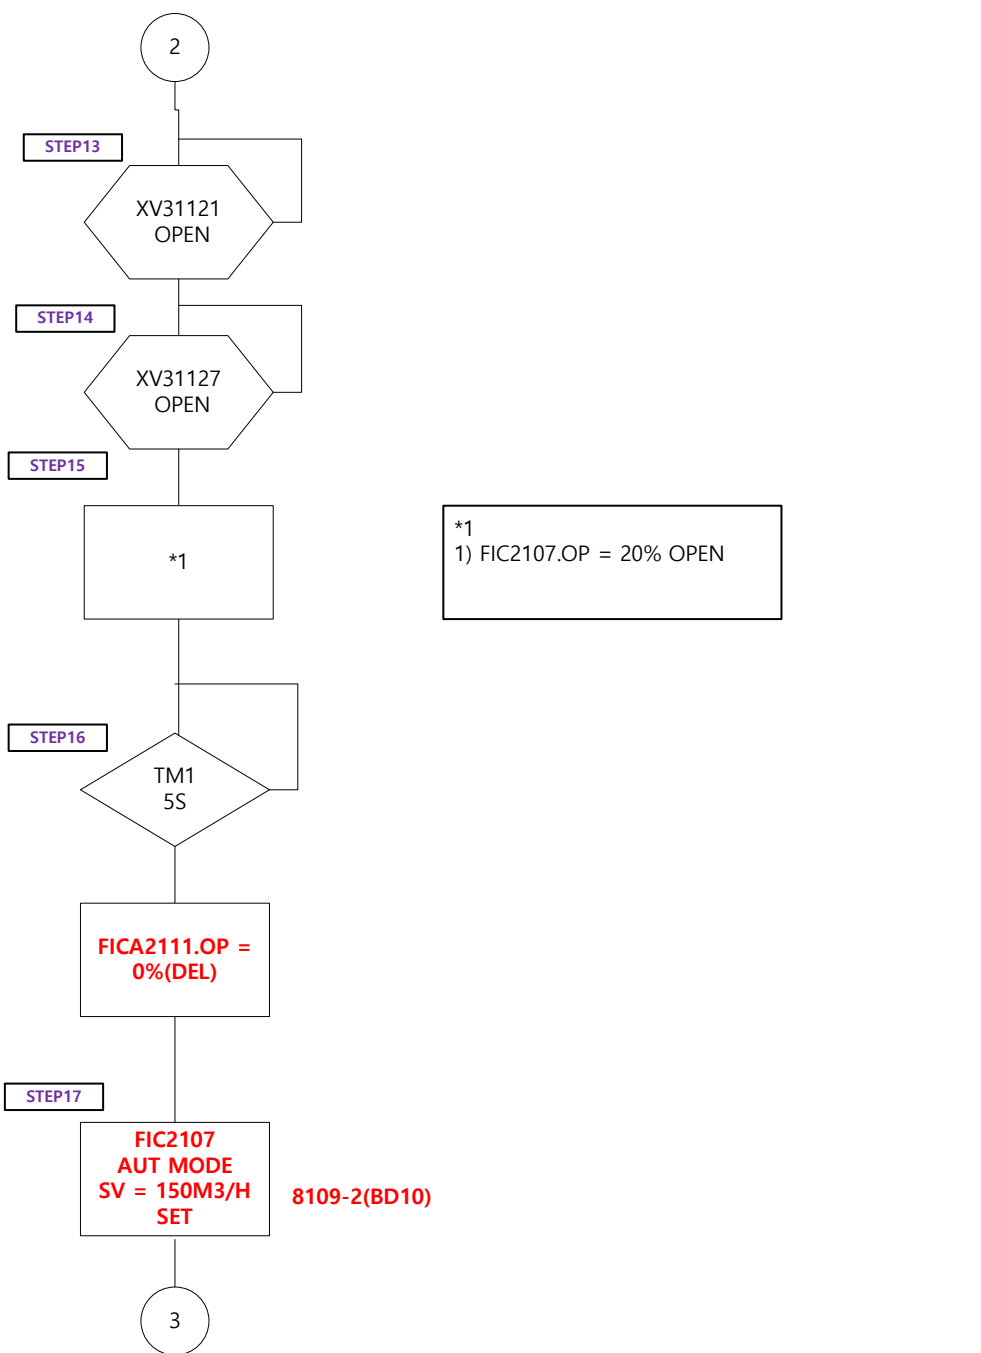 2
STEP13
XV31121
OPEN
STEP14
XV31127
OPEN
STEP15
*1
*1
1) FIC2107.OP = 20% OPEN
STEP16
TM1
5S
FICA2111.OP =
0%(DEL)
STEP17
FIC2107
AUT MODE
SV = 150M3/H
SET
8109-2(BD10)
3